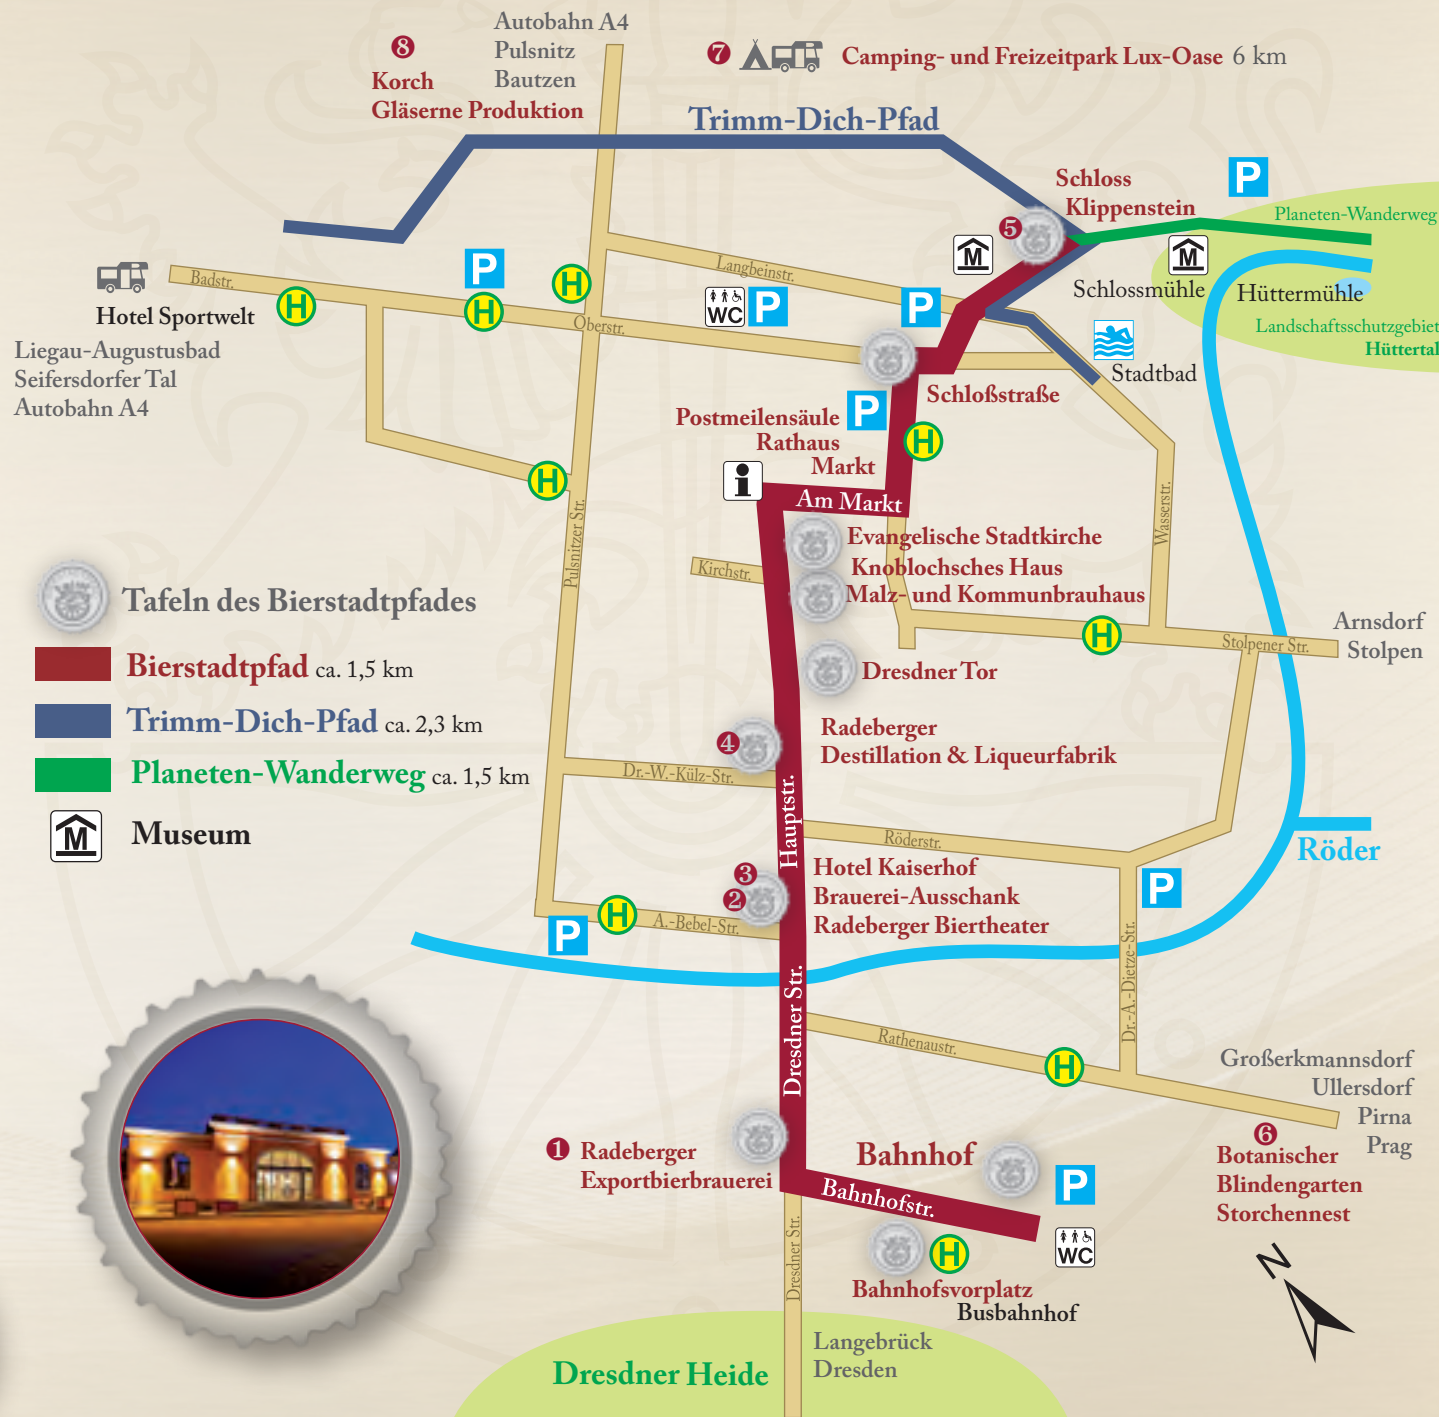 Autobahn A4
Pulsnitz
Bautzen
8
Korch
Gläserne Produktion
7
Camping- und Freizeitpark Lux-Oase 6 km
Trimm-Dich-Pfad
P
Schloss
Klippenstein
5
Planeten-Wanderweg
M
M
Schlossmühle
Hüttermühle
Landschaftsschutzgebiet
Hüttertal
Langbeinstr.
P
Badstr.
H
H
H
Hotel Sportwelt
Liegau-Augustusbad
Seifersdorfer Tal
Autobahn A4
WC
P
P
Oberstr.
Stadtbad
Schloßstraße
Postmeilensäule
Rathaus
Markt
P
H
i
Am Markt
H
Pulsnitzer Str.
Wasserstr.
Evangelische Stadtkirche
Knoblochsches Haus
Malz- und Kommunbrauhaus
Kirchstr.
H
Stolpener Str.
Arnsdorf
Stolpen
Dresdner Tor
Tafeln des Bierstadtpfades
Bierstadtpfad ca. 1,5 km
Trimm-Dich-Pfad ca. 2,3 km
Planeten-Wanderweg ca. 1,5 km
M
Museum
4
Radeberger
Destillation & Liqueurfabrik
Dr.-W.-Külz-Str.
Hauptstr.
Röderstr.
Röder
3
2
Hotel Kaiserhof
Brauerei-Ausschank
Radeberger Biertheater
P
H
A.-Bebel-Str.
P
Dr.-A.-Dietze-Str.
Dresdner Str.
Rathenaustr.
H
Großerkmannsdorf
Ullersdorf
Pirna
Prag
6
Botanischer
Blindengarten
Storchennest
1
Radeberger
Exportbierbrauerei
Bahnhof
P
Bahnhofstr.
WC
H
Bahnhofsvorplatz
Busbahnhof
N
Dresdner Str.
Langebrück
Dresden
Dresdner Heide